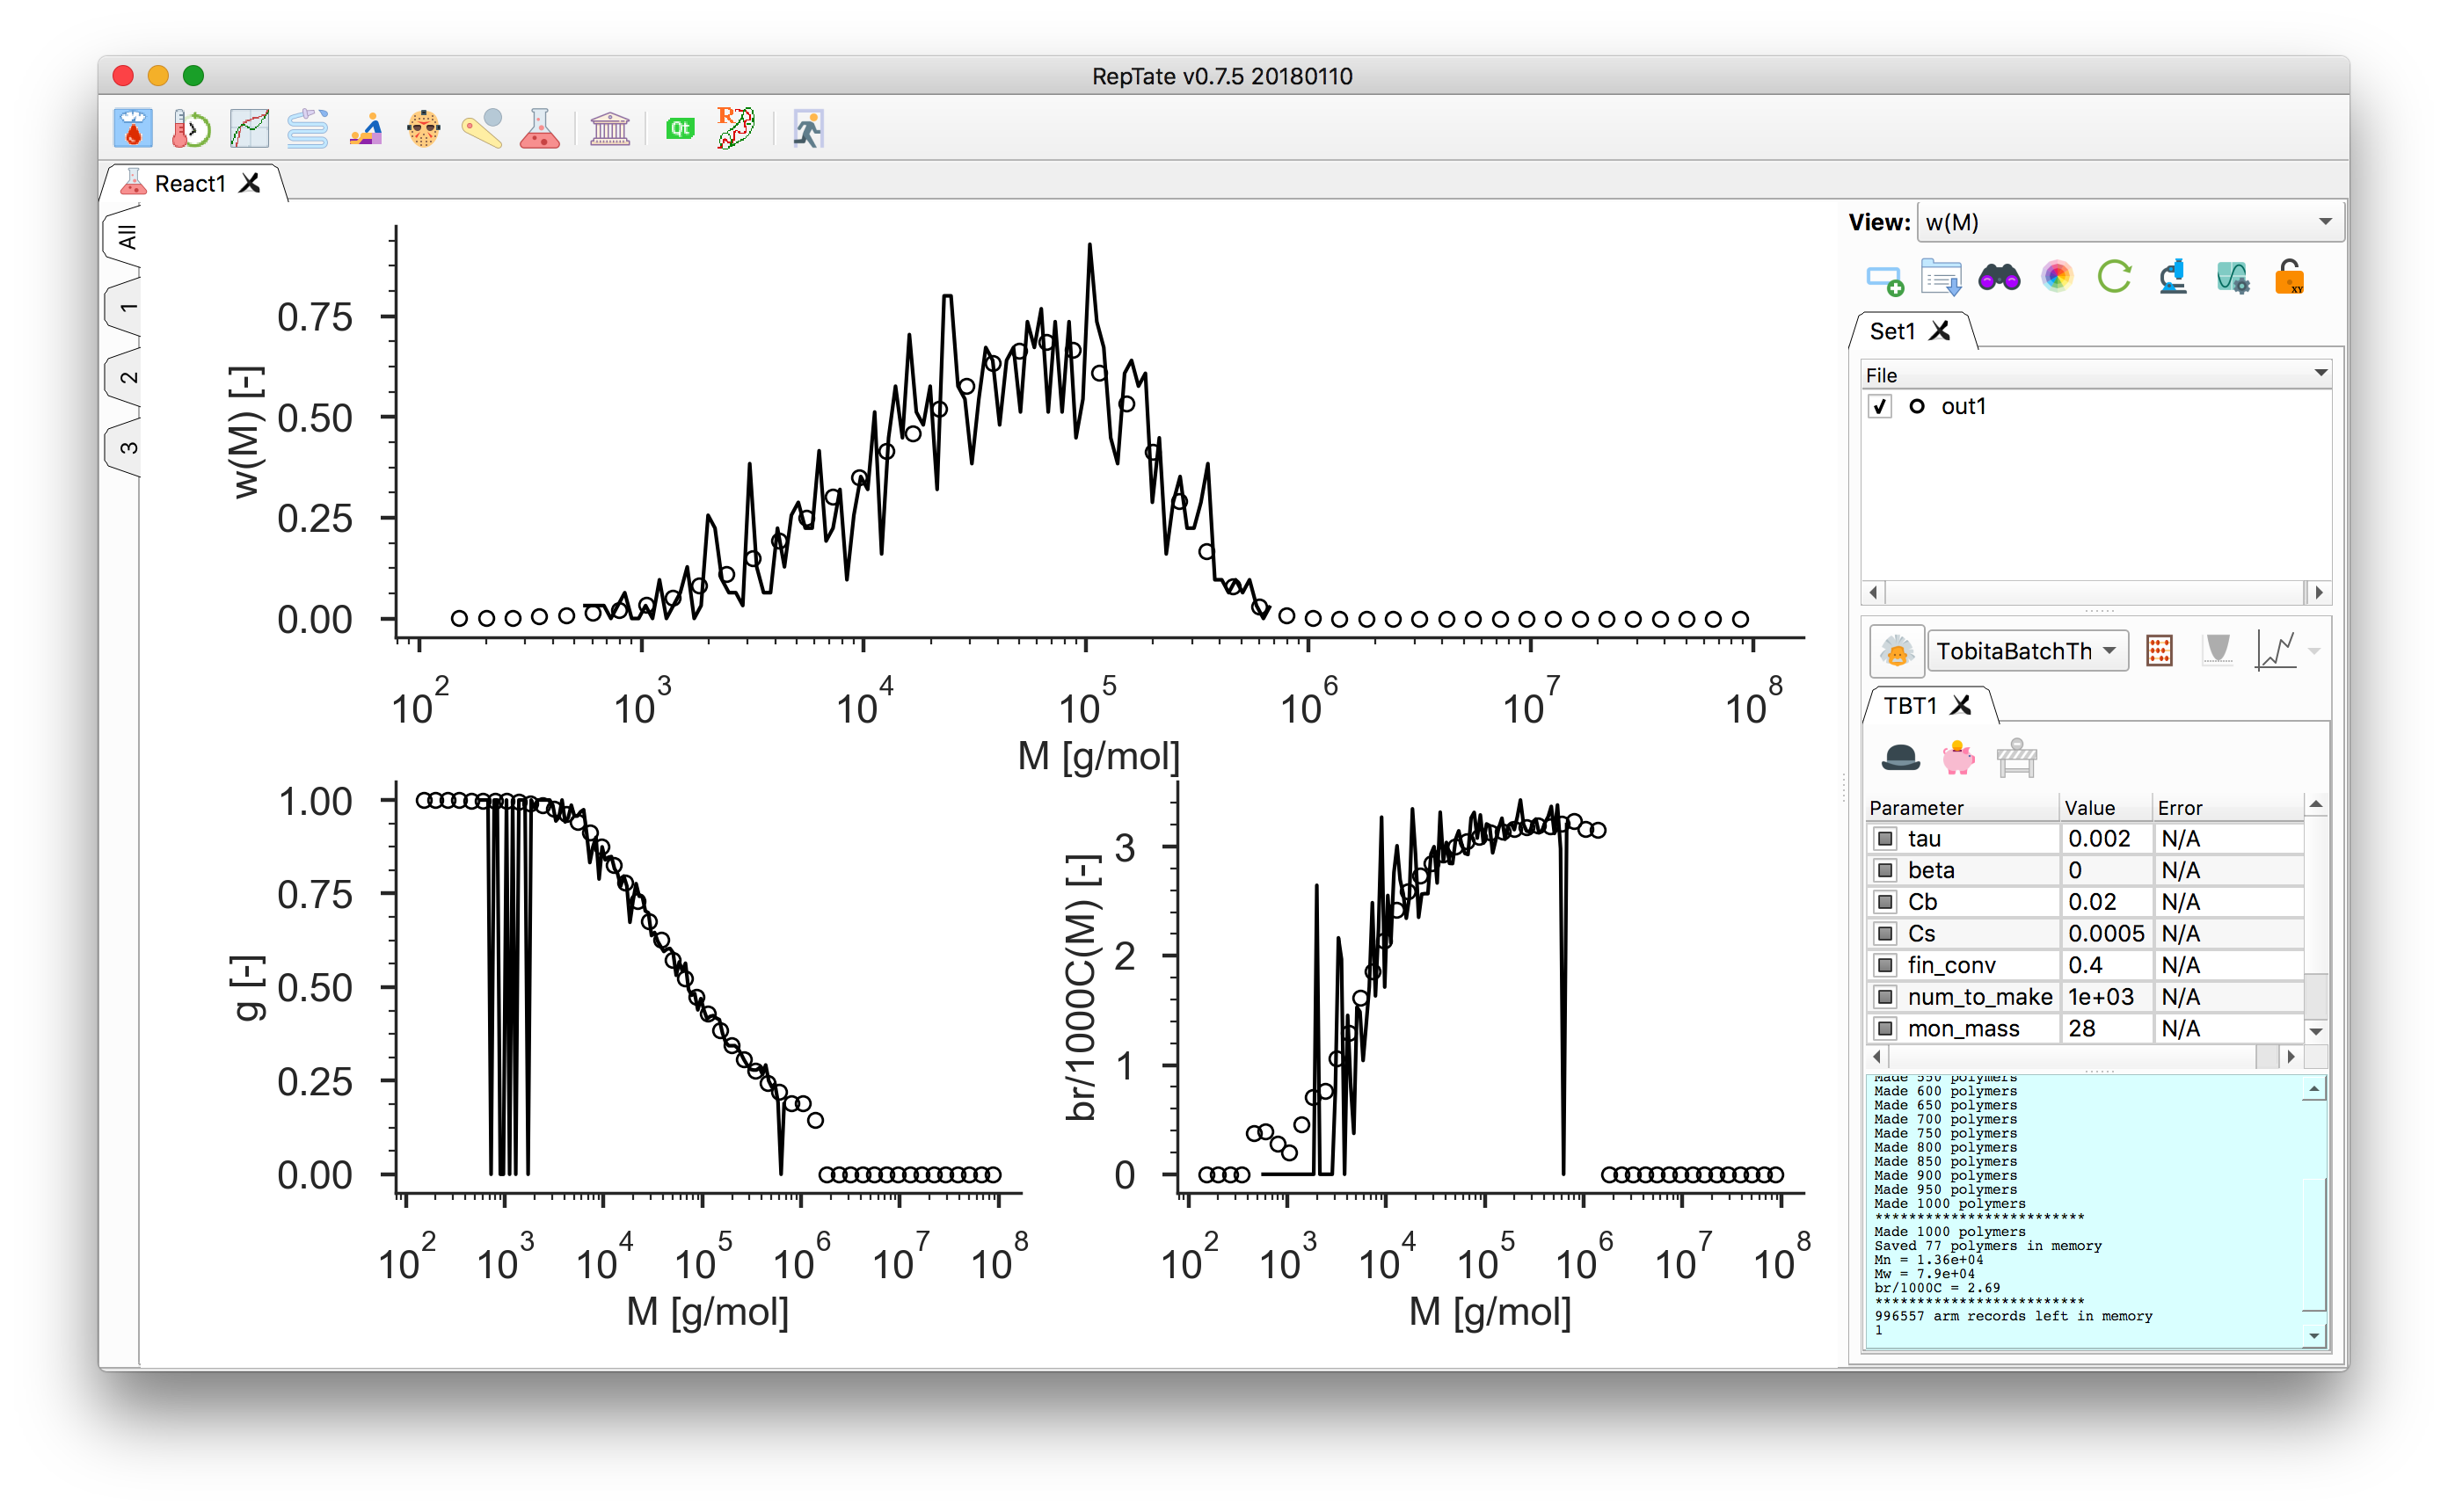 RepTate v0.7.5 20180110
R
Qt
React1
All
1
2
3
View: w(M)
XY
Set1
File
out1
TobitaBatchTh
TBT1
Parameter Value Error
tau 0.002 N/A
beta 0 N/A
Cb 0.02 N/A
Cs 0.0005 N/A
fin_conv 0.4 N/A
num_to_make 1e+03 N/A
mon_mass 28 N/A
Made 550 polymers
Made 600 polymers
Made 650 polymers
Made 700 polymers
Made 750 polymers
Made 800 polymers
Made 850 polymers
Made 900 polymers
Made 950 polymers
Made 1000 polymers
**************************
Made 1000 polymers
Saved 77 polymers in memory
Mn = 1.36e+04
Mw = 7.9e+04
br/1000C = 2.69
**************************
996557 arm records left in memory
1
w(M) [-]
0.75
0.50
0.25
0.00
10^2 10^3 10^4 10^5 10^6 10^7 10^8
M [g/mol]
g [-]
1.00
0.75
0.50
0.25
0.00
10^2 10^3 10^4 10^5 10^6 10^7 10^8
M [g/mol]
br/1000C(M) [-]
3
2
1
0
10^2 10^3 10^4 10^5 10^6 10^7 10^8
M [g/mol]